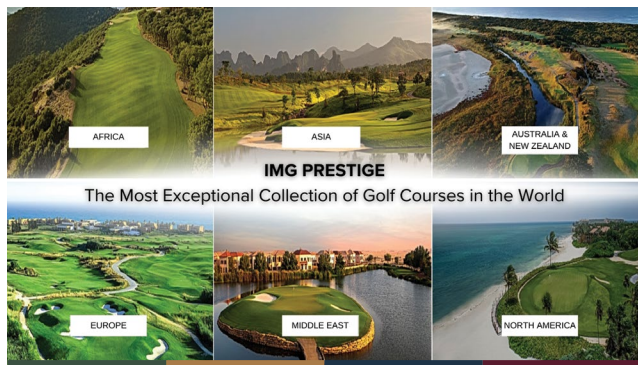 AFRICA
ASIA
AUSTRALIA &
NEW ZEALAND
IMG PRESTIGE
The Most Exceptional Collection of Golf Courses in the World
EUROPE
MIDDLE EAST
NORTH AMERICA